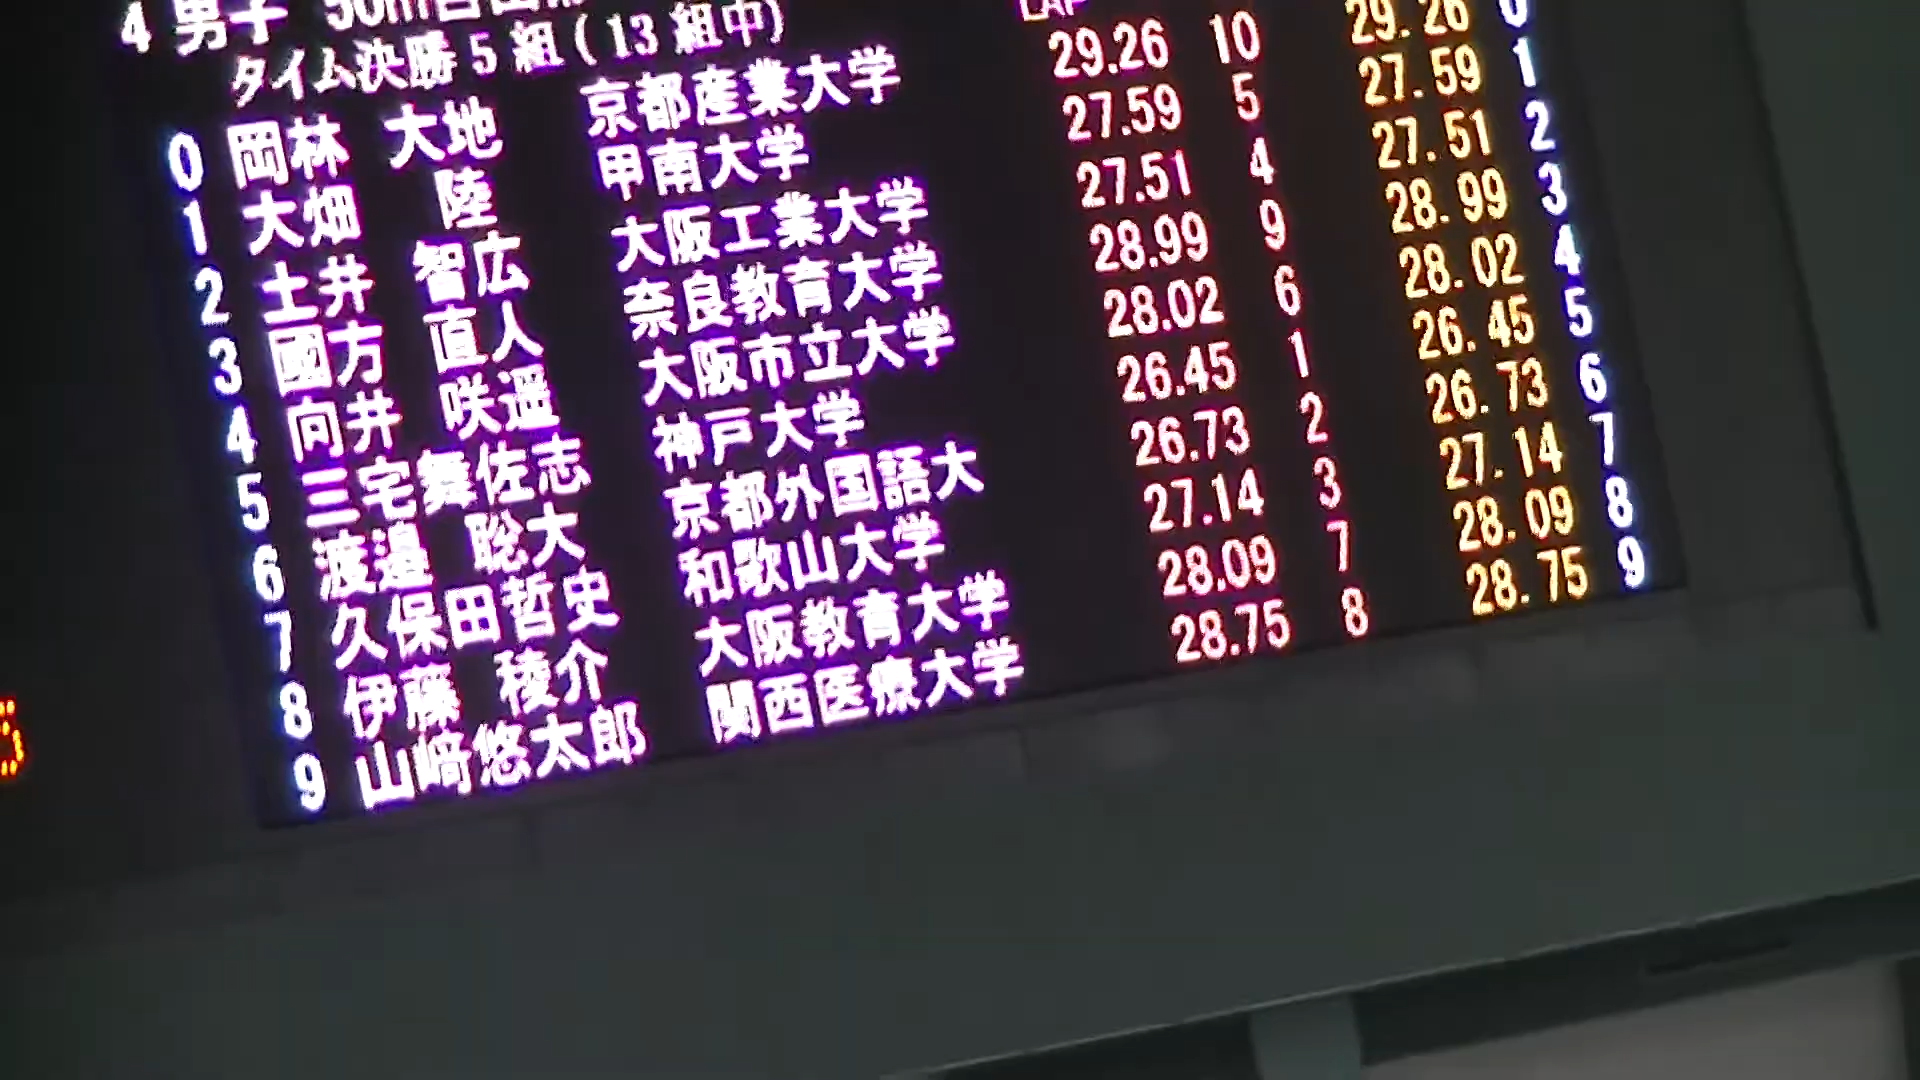 4 男子 50m自由
タイム決勝 5 組 ( 13 組中)
LAP
0 岡林 大地 京都産業大学 29.26 10 29.26 0
1 大畑 陸 甲南大学 27.59 5 27.59 1
2 土井 智広 大阪工業大学 27.51 4 27.51 2
3 國方 直人 奈良教育大学 28.99 9 28.99 3
4 向井 咲遥 大阪市立大学 28.02 6 28.02 4
5 三宅舞佐志 神戸大学 26.45 1 26.45 5
6 渡邉 聡大 京都外国語大 26.73 2 26.73 6
7 久保田哲史 和歌山大学 27.14 3 27.14 7
8 伊藤 稜介 大阪教育大学 28.09 7 28.09 8
9 山﨑悠太郎 関西医療大学 28.75 8 28.75 9